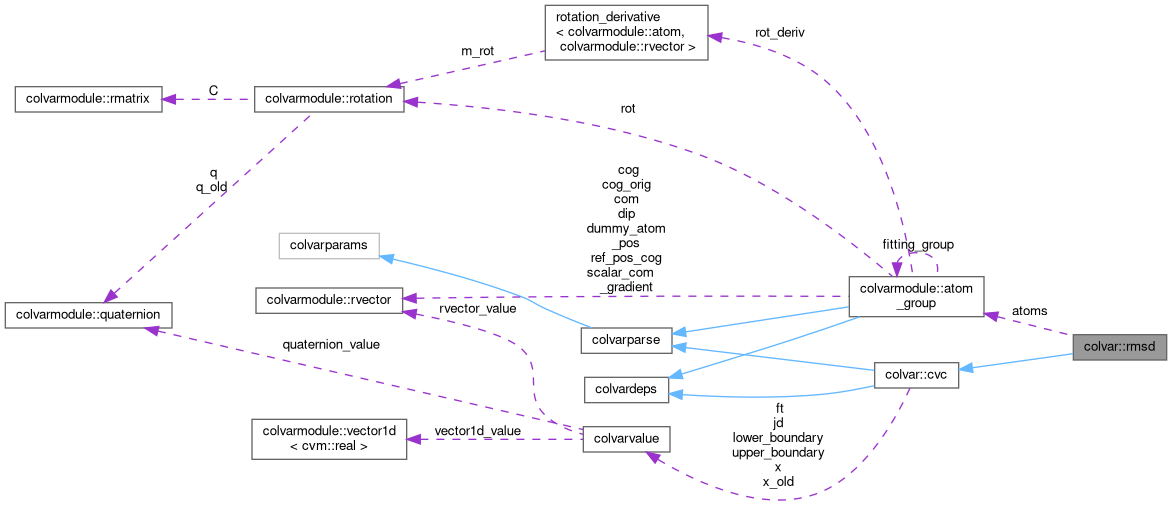 rotation_derivative
< colvarmodule::atom,
colvarmodule::rvector >
rot_deriv
m_rot
colvarmodule::rmatrix
C
colvarmodule::rotation
rot
q
q_old
cog
cog_orig
com
dip
dummy_atom
_pos
ref_pos_cog
scalar_com
_gradient
colvarparams
fitting_group
colvarmodule::atom
_group
colvarmodule::rvector
rvector_value
colvarmodule::quaternion
atoms
colvarparse
colvar::rmsd
quaternion_value
colvar::cvc
colvardeps
ft
jd
lower_boundary
upper_boundary
x
x_old
colvarmodule::vector1d
< cvm::real >
vector1d_value
colvarvalue